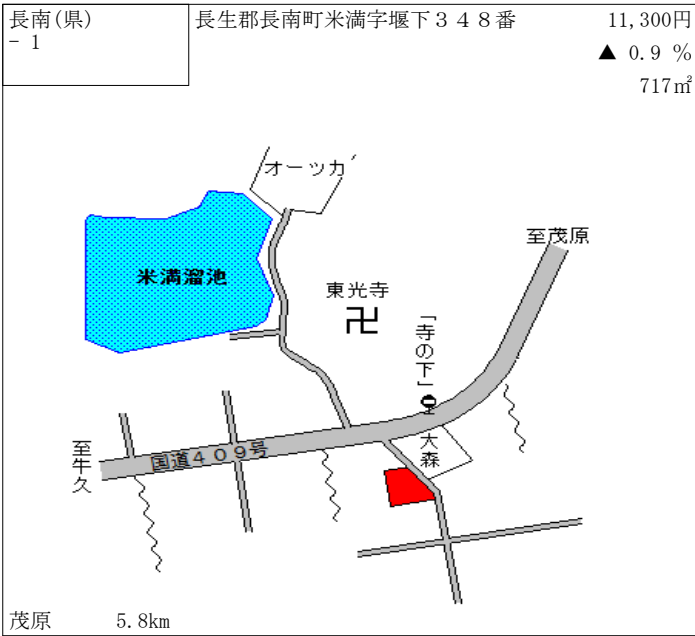 長南(県)
－1
長生郡長南町米満字堰下３４８番
11,300円
▲ 0.9 %
717㎡
オーツカ
至茂原
米満溜池
東光寺
卍
「寺の下」
大森
国道４０９号
至牛久
茂原 5.8km